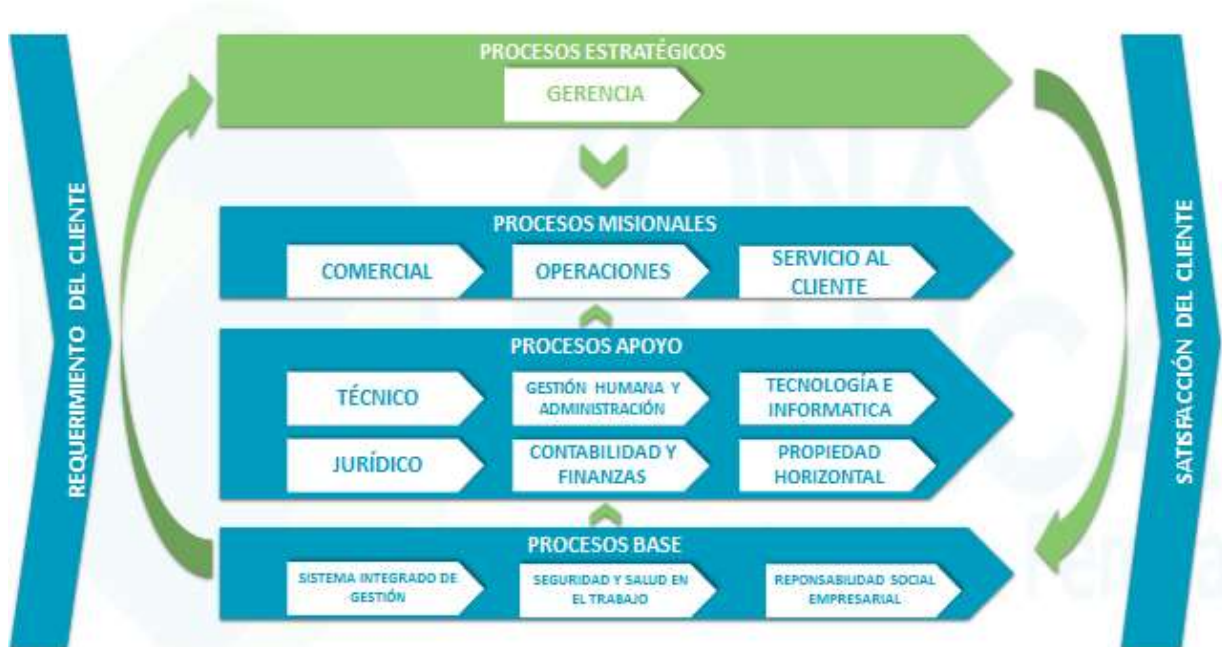 REQUERIMIENTO DEL CLIENTE
PROCESOS ESTRATÉGICOS
GERENCIA
PROCESOS MISIONALES
COMERCIAL
OPERACIONES
SERVICIO AL
CLIENTE
PROCESOS APOYO
TÉCNICO
GESTIÓN HUMANA Y
ADMINISTRACIÓN
TECNOLOGÍA E
INFORMATICA
JURÍDICO
CONTABILIDAD Y
FINANZAS
PROPIEDAD
HORIZONTAL
PROCESOS BASE
SISTEMA INTEGRADO DE
GESTIÓN
SEGURIDAD Y SALUD EN
EL TRABAJO
REPONSABILIDAD SOCIAL
EMPRESARIAL
SATISFACCIÓN DEL CLIENTE